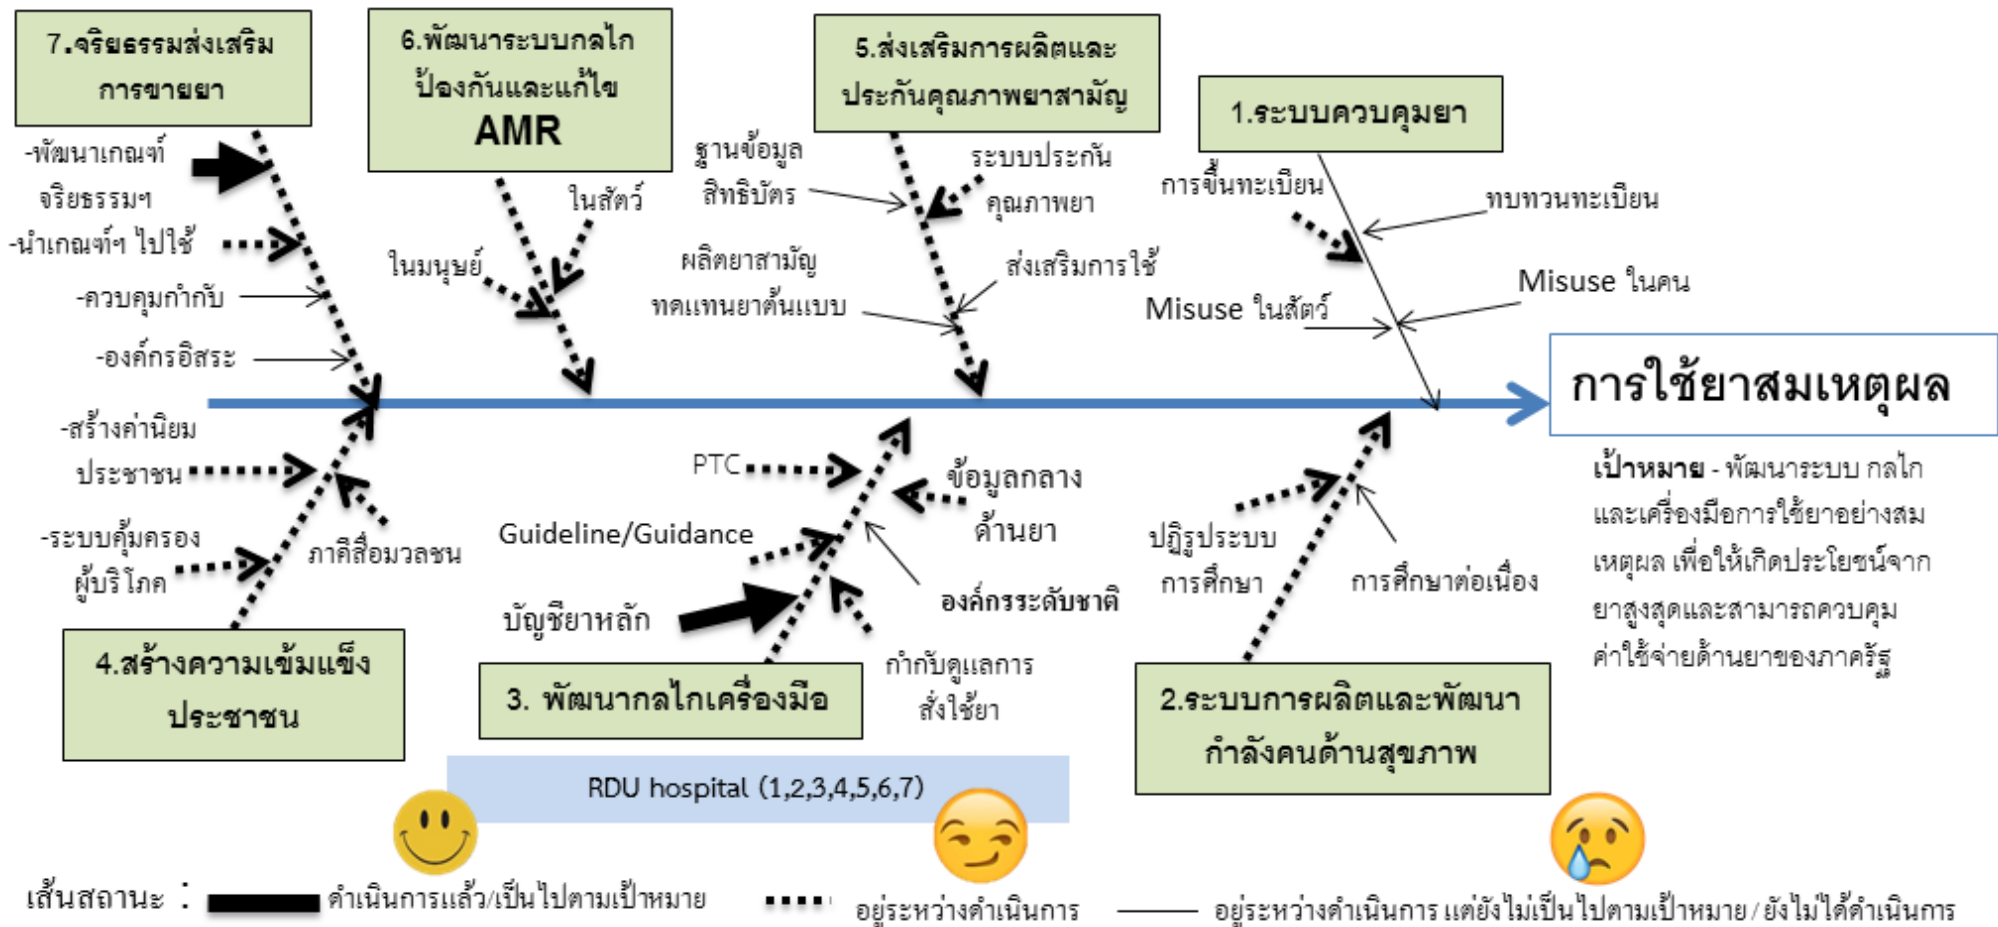 7.จริยธรรมส่งเสริม
การขายยา
6.พัฒนาระบบกลไก
ป้องกันและแก้ไข
AMR
5.ส่งเสริมการผลิตและ
ประกันคุณภาพยาสามัญ
1.ระบบควบคุมยา
-พัฒนาเกณฑ์
จริยธรรมฯ
-นำเกณฑ์ฯ ไปใช้
-ควบคุมกำกับ
-องค์กรอิสระ
ในสัตว์
ในมนุษย์
ฐานข้อมูล
สิทธิบัตร
ระบบประกัน
คุณภาพยา
ผลิตยาสามัญ
ทดแทนยาต้นแบบ
ส่งเสริมการใช้
การขึ้นทะเบียน
ทบทวนทะเบียน
Misuse ในสัตว์
Misuse ในคน
การใช้ยาสมเหตุผล
เป้าหมาย - พัฒนาระบบ กลไก
และเครื่องมือการใช้ยาอย่างสม
เหตุผล เพื่อให้เกิดประโยชน์จาก
ยาสูงสุดและสามารถควบคุม
ค่าใช้จ่ายด้านยาของภาครัฐ
-สร้างค่านิยม
ประชาชน
-ระบบคุ้มครอง
ผู้บริโภค
ภาคีสื่อมวลชน
4.สร้างความเข้มแข็ง
ประชาชน
PTC
Guideline/Guidance
บัญชียาหลัก
ข้อมูลกลาง
ด้านยา
องค์กรระดับชาติ
กำกับดูแลการ
สั่งใช้ยา
3. พัฒนากลไกเครื่องมือ
ปฏิรูประบบ
การศึกษา
การศึกษาต่อเนื่อง
2.ระบบการผลิตและพัฒนา
กำลังคนด้านสุขภาพ
RDU hospital (1,2,3,4,5,6,7)
เส้นสถานะ : ดำเนินการแล้ว/เป็นไปตามเป้าหมาย อยู่ระหว่างดำเนินการ อยู่ระหว่างดำเนินการ แต่ยังไม่เป็นไปตามเป้าหมาย / ยังไม่ได้ดำเนินการ